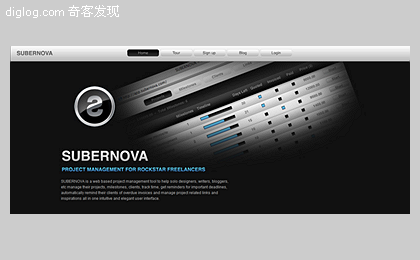 diglog.com 奇客发现
SUBERNOVA
Home Tour Sign up Blog Login
S
SUBERNOVA
PROJECT MANAGEMENT FOR ROCKSTAR FREELANCERS
SUBERNOVA is a web based project management tool to help solo designers, writers, bloggers,
etc manage their projects, milestones, clients, track time, get reminders for important deadlines,
automatically remind their clients of overdue invoices and manage project related links and
inspirations all in one intuitive and elegant user interface.